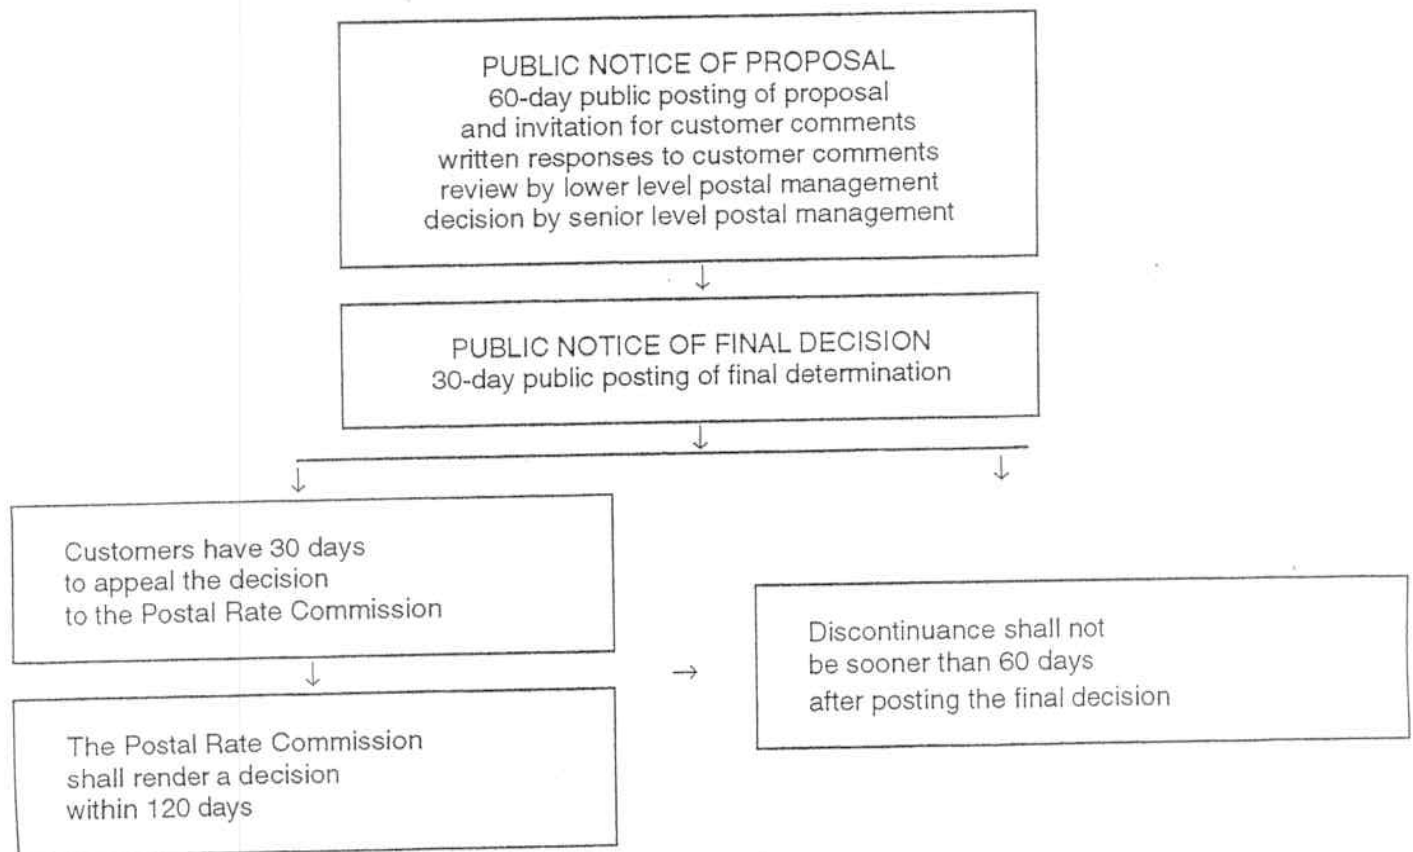 PUBLIC NOTICE OF PROPOSAL
60-day public posting of proposal
and invitation for customer comments
written responses to customer comments
review by lower level postal management
decision by senior level postal management
↓
PUBLIC NOTICE OF FINAL DECISION
30-day public posting of final determination
↓
↓ ↓
Customers have 30 days
to appeal the decision
to the Postal Rate Commission
↓
→
Discontinuance shall not
be sooner than 60 days
after posting the final decision
The Postal Rate Commission
shall render a decision
within 120 days